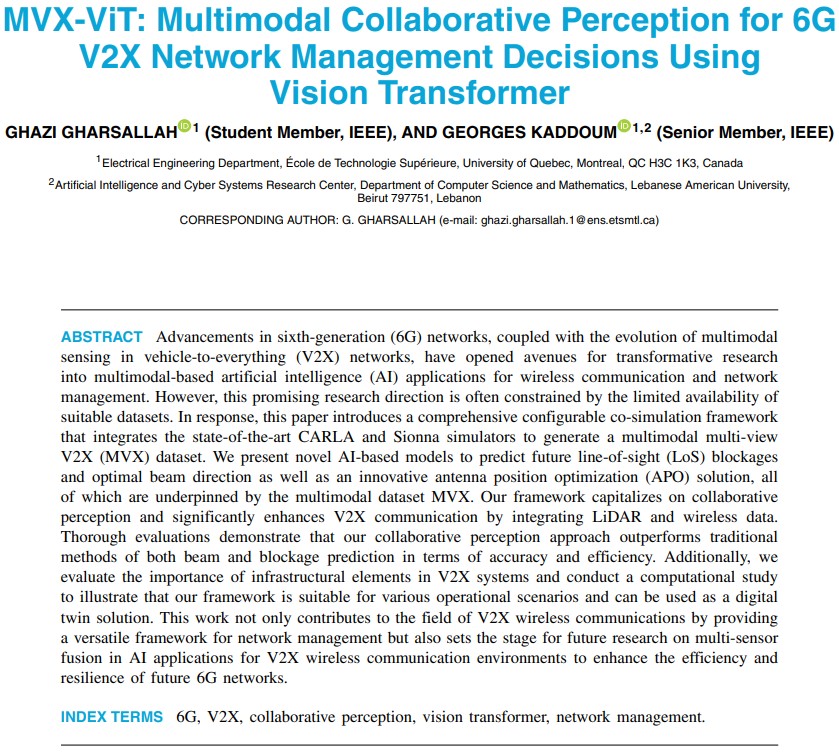 MVX-ViT: Multimodal Collaborative Perception for 6G
V2X Network Management Decisions Using
Vision Transformer
GHAZI GHARSALLAH iD 1 (Student Member, IEEE), AND GEORGES KADDOUM iD 1,2 (Senior Member, IEEE)
1Electrical Engineering Department, École de Technologie Supérieure, University of Quebec, Montreal, QC H3C 1K3, Canada
2Artificial Intelligence and Cyber Systems Research Center, Department of Computer Science and Mathematics, Lebanese American University,
Beirut 797751, Lebanon
CORRESPONDING AUTHOR: G. GHARSALLAH (e-mail: ghazi.gharsallah.1@ens.etsmtl.ca)
ABSTRACT Advancements in sixth-generation (6G) networks, coupled with the evolution of multimodal
sensing in vehicle-to-everything (V2X) networks, have opened avenues for transformative research
into multimodal-based artificial intelligence (AI) applications for wireless communication and network
management. However, this promising research direction is often constrained by the limited availability of
suitable datasets. In response, this paper introduces a comprehensive configurable co-simulation framework
that integrates the state-of-the-art CARLA and Sionna simulators to generate a multimodal multi-view
V2X (MVX) dataset. We present novel AI-based models to predict future line-of-sight (LoS) blockages
and optimal beam direction as well as an innovative antenna position optimization (APO) solution, all
of which are underpinned by the multimodal dataset MVX. Our framework capitalizes on collaborative
perception and significantly enhances V2X communication by integrating LiDAR and wireless data.
Thorough evaluations demonstrate that our collaborative perception approach outperforms traditional
methods of both beam and blockage prediction in terms of accuracy and efficiency. Additionally, we
evaluate the importance of infrastructural elements in V2X systems and conduct a computational study
to illustrate that our framework is suitable for various operational scenarios and can be used as a digital
twin solution. This work not only contributes to the field of V2X wireless communications by providing
a versatile framework for network management but also sets the stage for future research on multi-sensor
fusion in AI applications for V2X wireless communication environments to enhance the efficiency and
resilience of future 6G networks.
INDEX TERMS 6G, V2X, collaborative perception, vision transformer, network management.